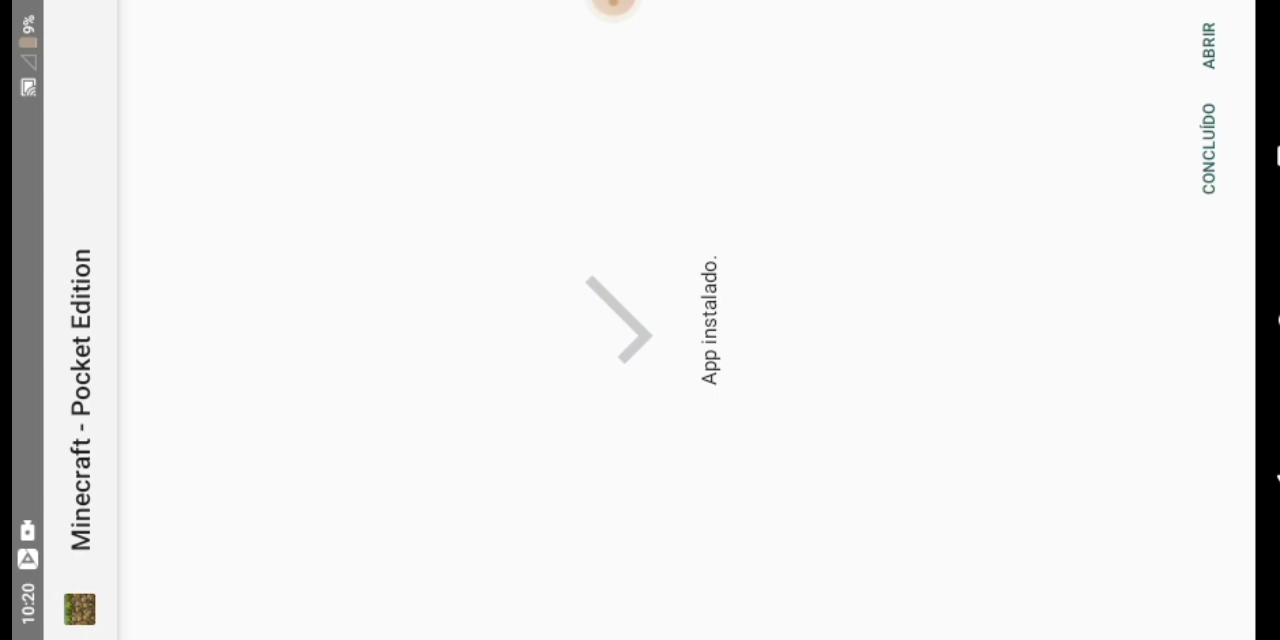 10:20
9%
Minecraft - Pocket Edition
App instalado.
CONCLUÍDO
ABRIR